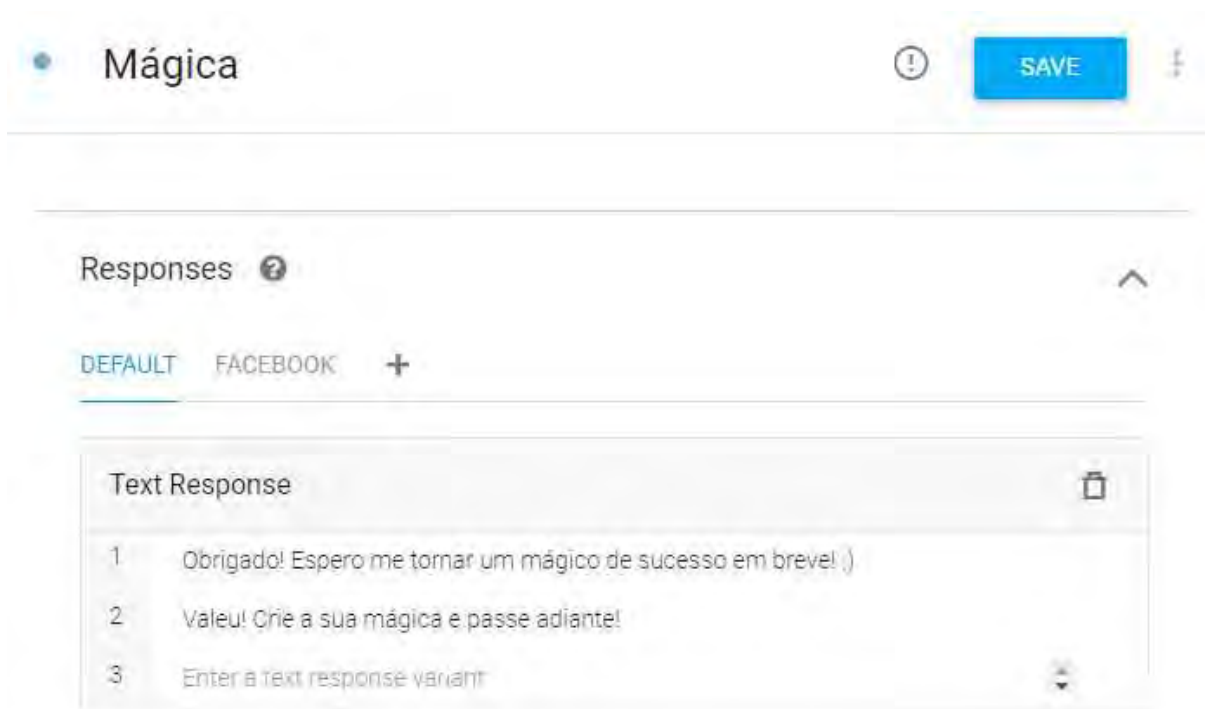 Mágica
SAVE
Responses
DEFAULT FACEBOOK +
Text Response
1 Obrigado! Espero me tornar um mágico de sucesso em breve! ;)
2 Valeu! Crie a sua mágica e passe adiante!
3 Enter a text response variant